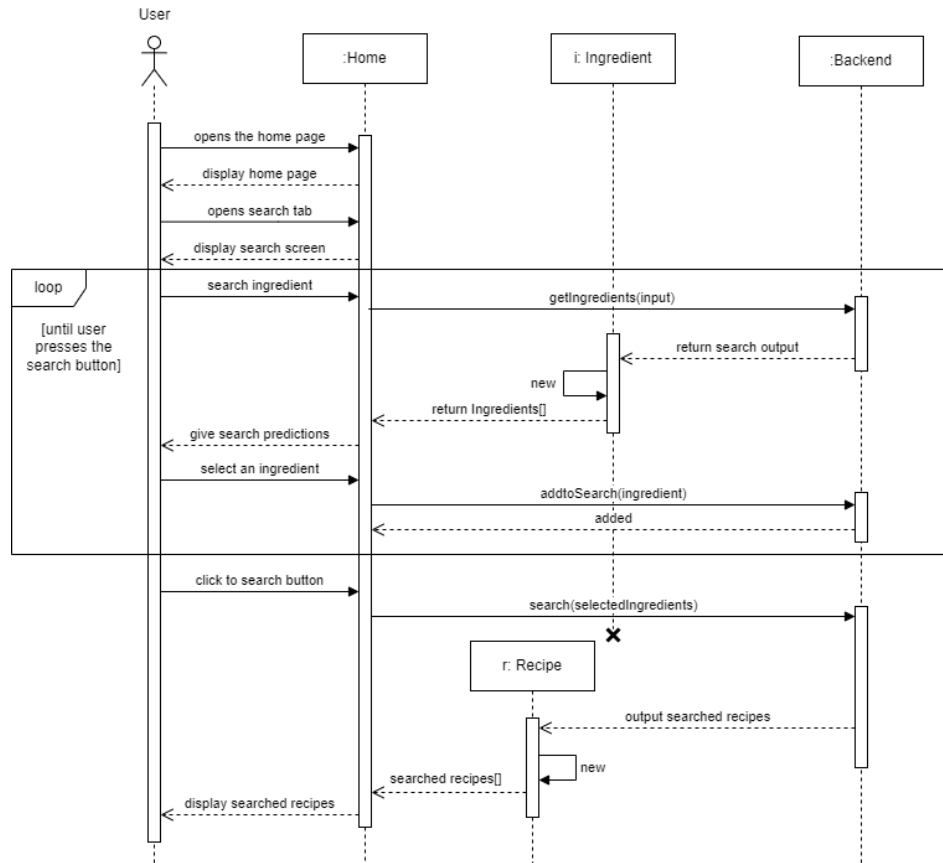 User
:Home
i: Ingredient
:Backend
opens the home page
display home page
opens search tab
display search screen
loop
search ingredient
getIngredients(input)
[until user
presses the
search button]
return search output
new
return Ingredients[]
give search predictions
select an ingredient
addtoSearch(ingredient)
added
click to search button
search(selectedIngredients)
r: Recipe
output searched recipes
new
searched recipes[]
display searched recipes